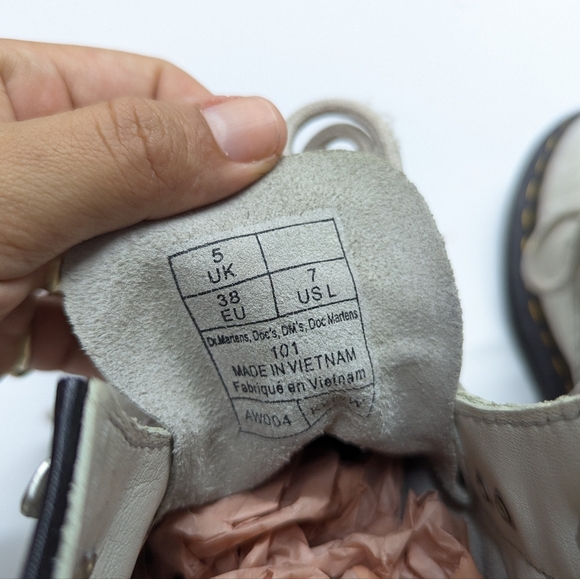 5
UK
38
EU
7
US L
Dr.Martens, Doc's, DM's, Doc Martens
101
MADE IN VIETNAM
Fabriqué en Vietnam
AW004